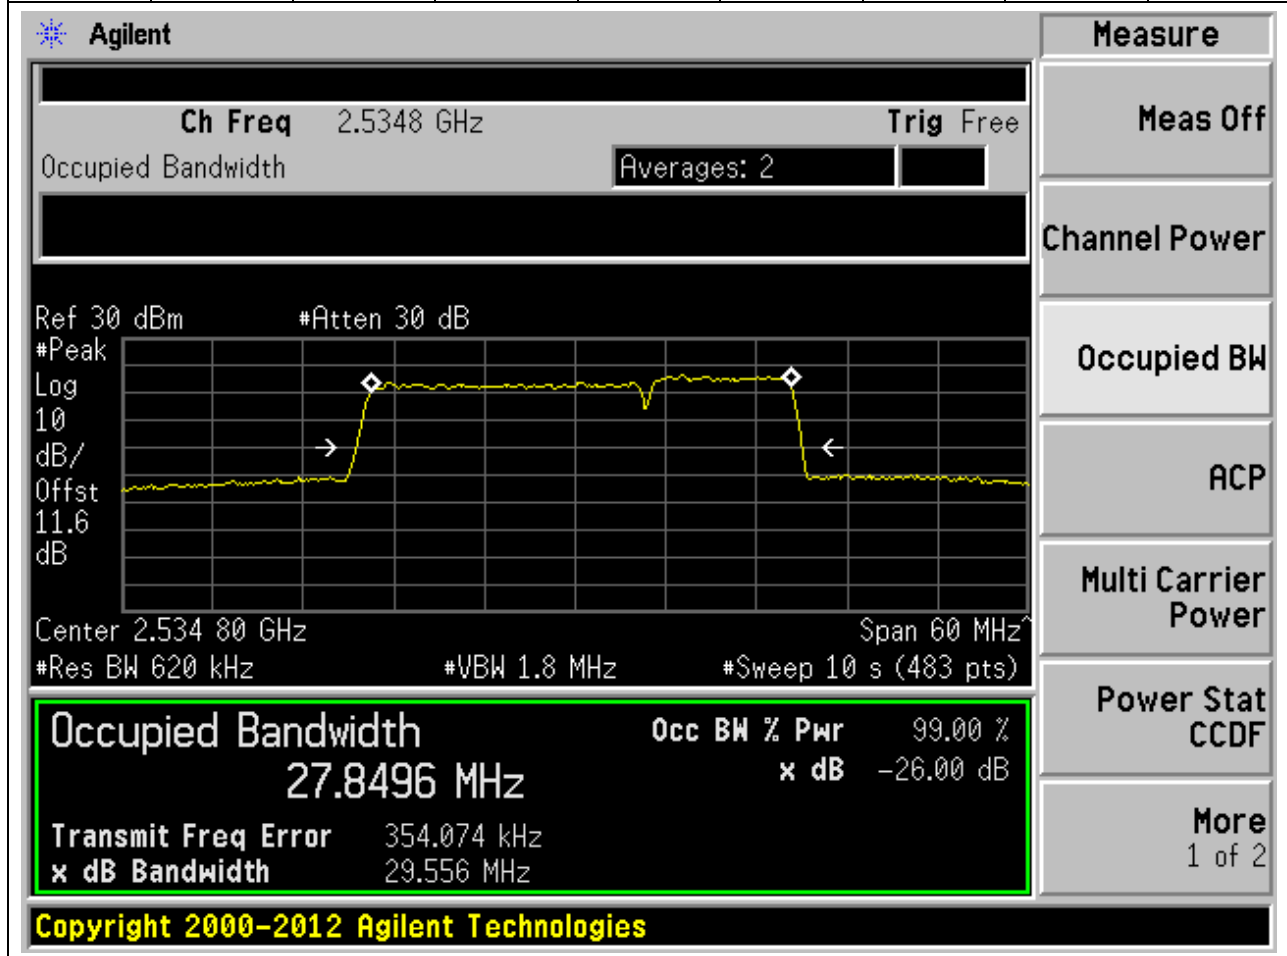 Agilent
Measure
Ch Freq 2.5348 GHz Trig Free
Meas Off
Occupied Bandwidth Averages: 2
Channel Power
Ref 30 dBm #Atten 30 dB
#Peak
Log
10
dB/
Offst
11.6
dB
Occupied BW
ACP
Center 2.534 80 GHz Span 60 MHz^
#Res BW 620 kHz #VBW 1.8 MHz #Sweep 10 s (483 pts)
Multi Carrier
Power
Occupied Bandwidth Occ BW % Pwr 99.00 %
27.8496 MHz x dB -26.00 dB
Transmit Freq Error 354.074 kHz
x dB Bandwidth 29.556 MHz
Power Stat
CCDF
More
1 of 2
Copyright 2000-2012 Agilent Technologies